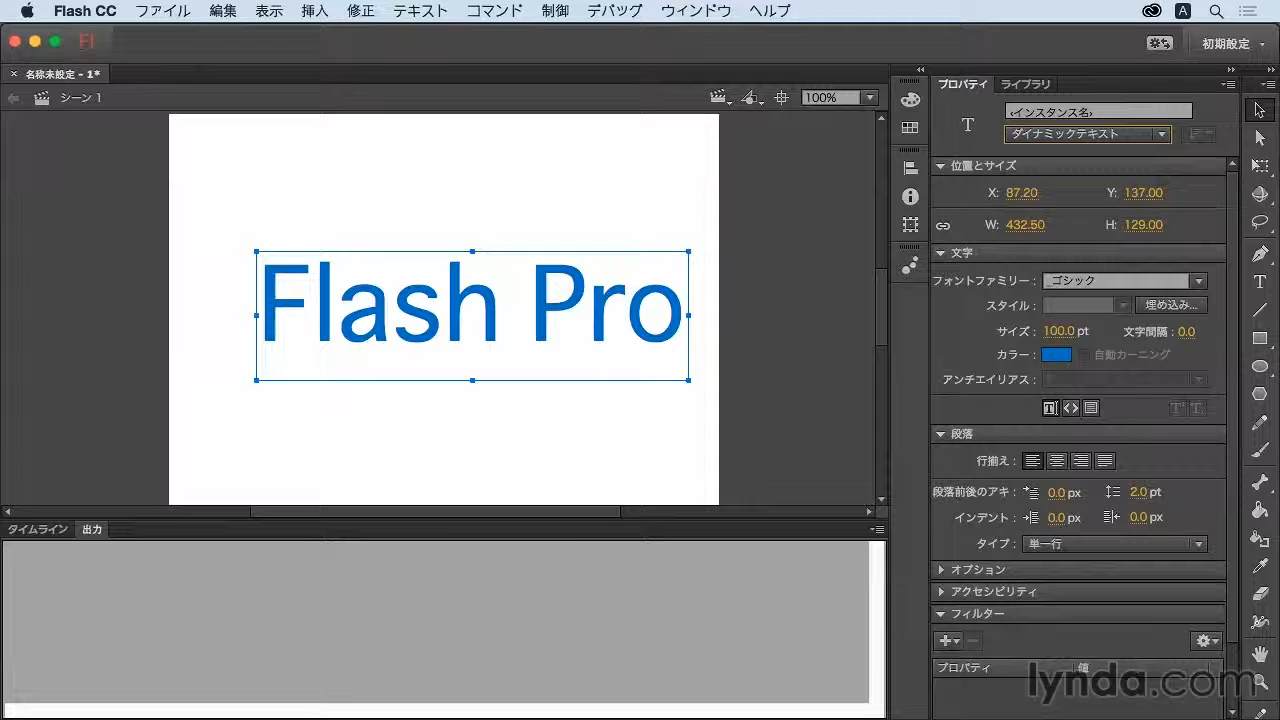 Flash CC ファイル 編集 表示 挿入 修正 テキスト コマンド 制御 デバッグ ウィンドウ ヘルプ A
Fl 初期設定
× 名称未設定 - 1*
シーン 1 100%
プロパティ ライブラリ
T ‹インスタンス名›
ダイナミックテキスト
位置とサイズ
X: 87.20 Y: 137.00
W: 432.50 H: 129.00
文字
フォントファミリー : _ゴシック
スタイル : 埋め込み...
サイズ : 100.0 pt 文字間隔 : 0.0
カラー : 自動カーニング
アンチエイリアス :
段落
行揃え :
段落前後のアキ : 0.0 px 2.0 pt
インデント : 0.0 px 0.0 px
タイプ : 単一行
オプション
アクセシビリティ
フィルター
プロパティ 値
Flash Pro
タイムライン 出力
lynda.com